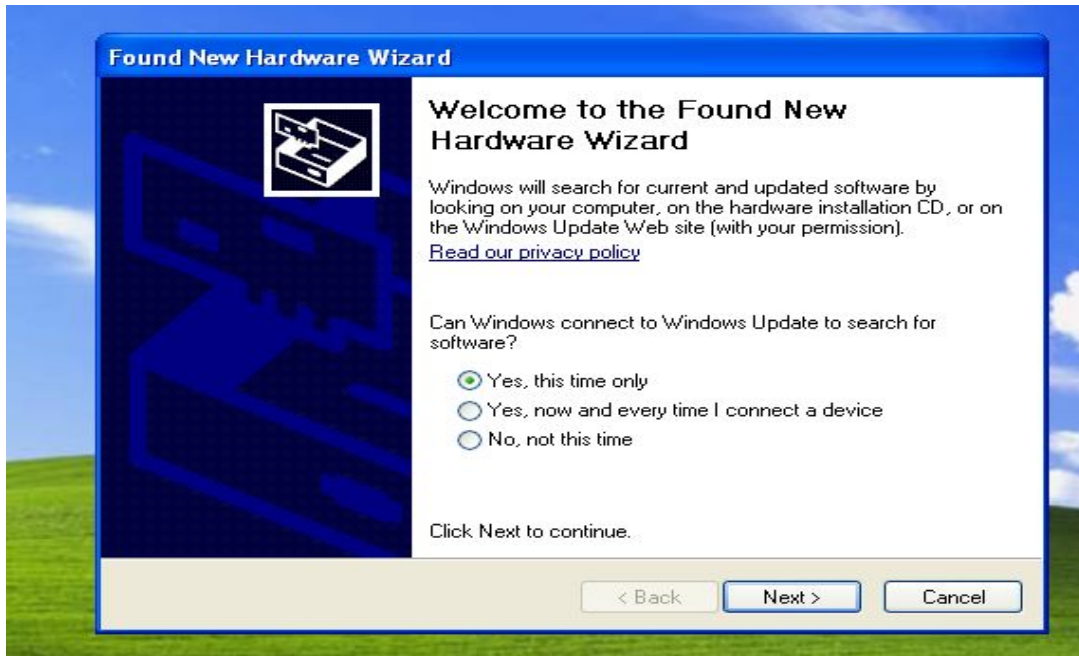 Found New Hardware Wizard
Welcome to the Found New
Hardware Wizard
Windows will search for current and updated software by
looking on your computer, on the hardware installation CD, or on
the Windows Update Web site (with your permission).
Read our privacy policy
Can Windows connect to Windows Update to search for
software?
Yes, this time only
Yes, now and every time I connect a device
No, not this time
Click Next to continue.
< Back
Next >
Cancel